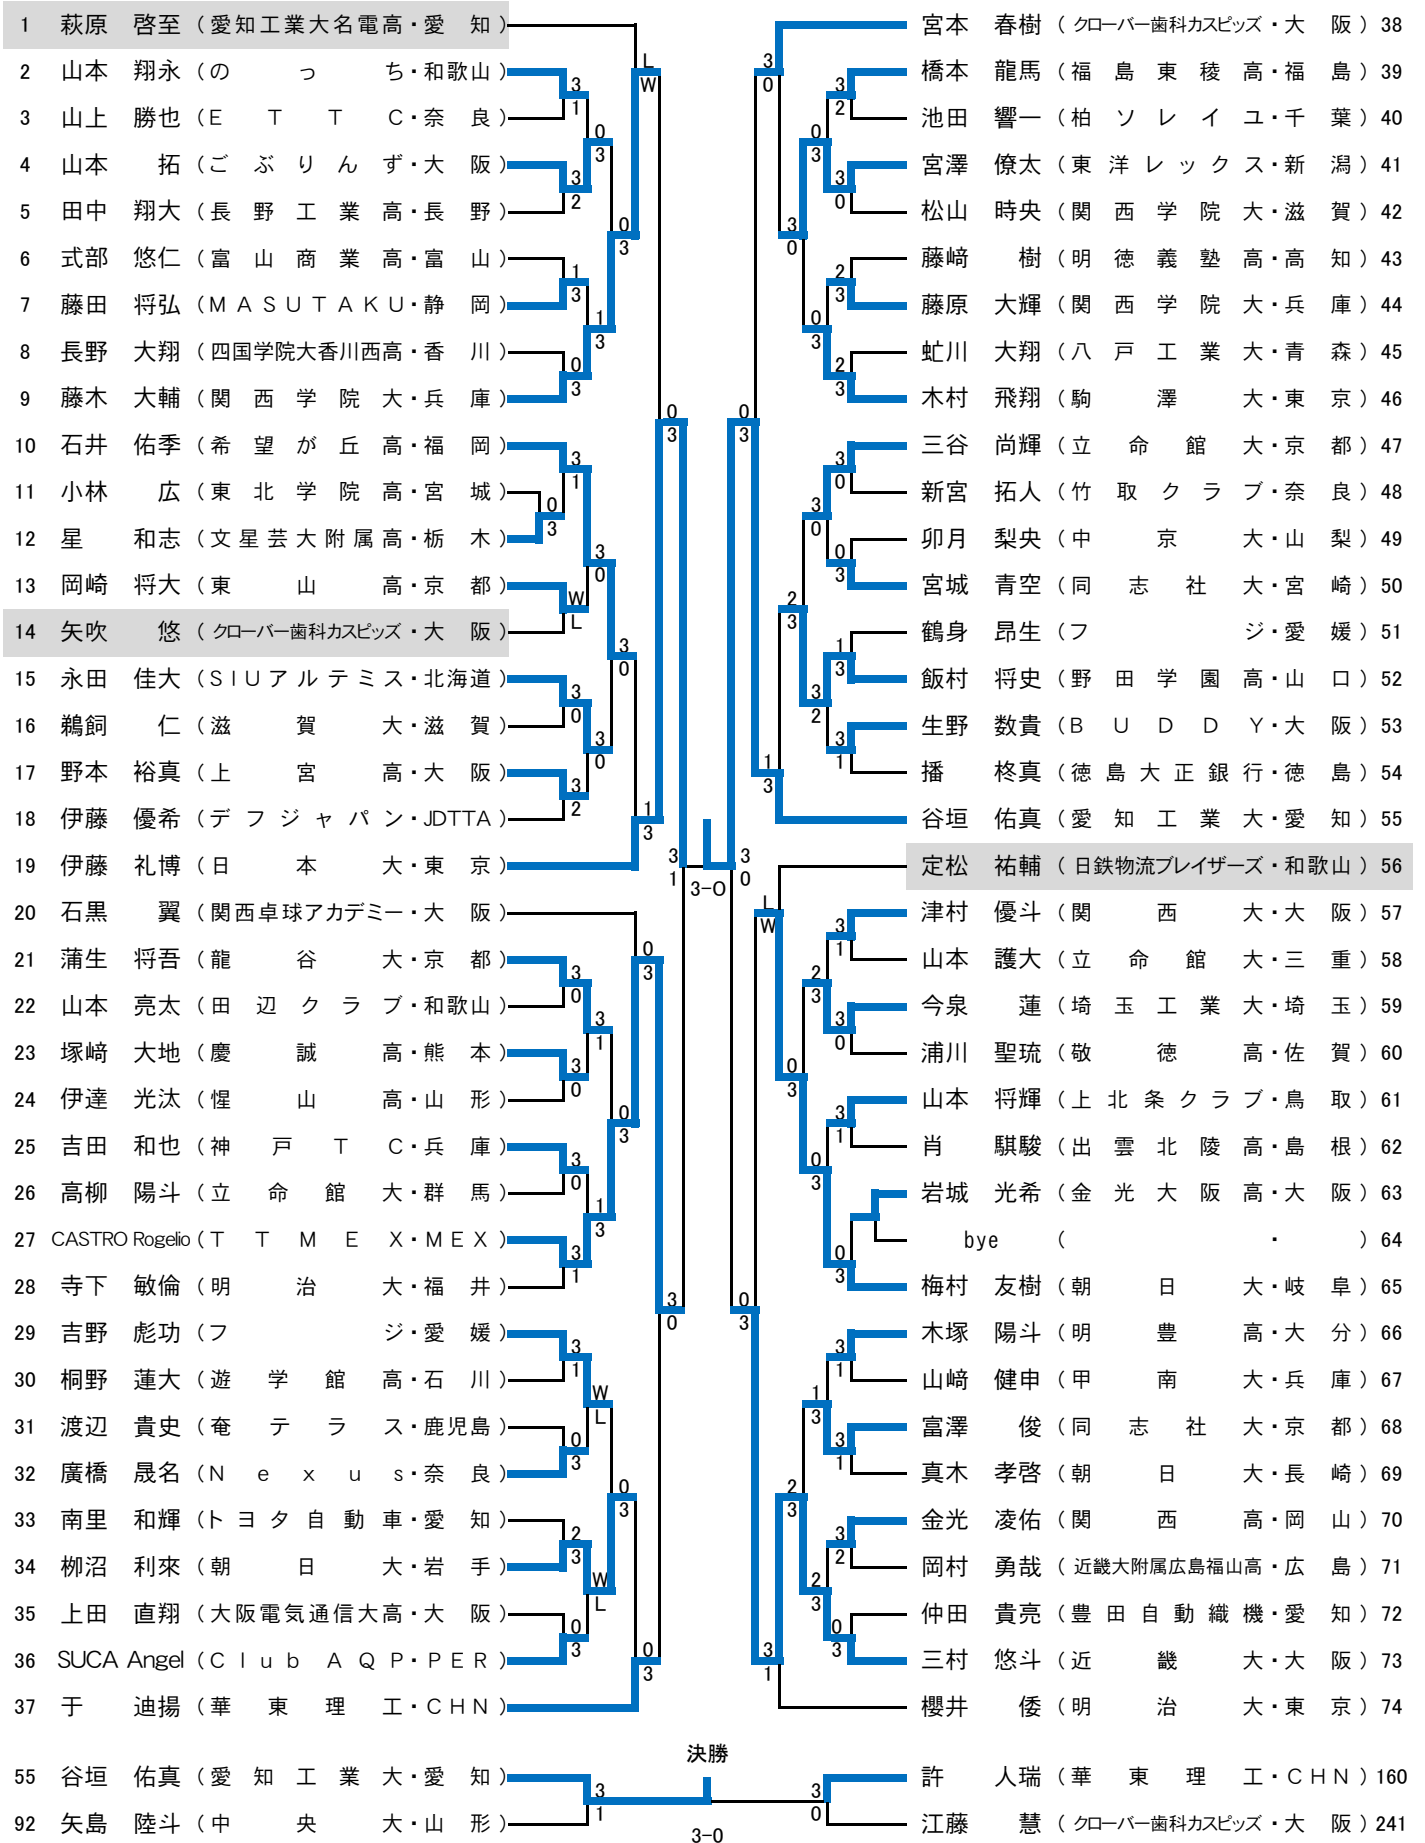 1 萩原 啓至 (愛知工業大名電高・愛 知)
2 山本 翔永 (の っ ち・和歌山)
3 山上 勝也 (E T T C・奈 良)
4 山本 拓 (ご ぶ り ん ず・大 阪)
5 田中 翔大 (長 野 工 業 高・長 野)
6 式部 悠仁 (富 山 商 業 高・富 山)
7 藤田 将弘 (M A S U T A K U・静 岡)
8 長野 大翔 (四国学院大香川西高・香 川)
9 藤木 大輔 (関 西 学 院 大・兵 庫)
10 石井 佑季 (希 望 が 丘 高・福 岡)
11 小林 広 (東 北 学 院 高・宮 城)
12 星 和志 (文 星 芸 大 附 属 高・栃 木)
13 岡崎 将大 (東 山 高・京 都)
14 矢吹 悠 (クローバー歯科カスピッズ・大 阪)
15 永田 佳大 (S I U ア ル テ ミ ス・北海道)
16 鵜飼 仁 (滋 賀 大・滋 賀)
17 野本 裕真 (上 宮 高・大 阪)
18 伊藤 優希 (デ フ ジ ャ パ ン・JDTTA)
19 伊藤 礼博 (日 本 大・東 京)
20 石黒 翼 (関西卓球アカデミー・大 阪)
21 蒲生 将吾 (龍 谷 大・京 都)
22 山本 亮太 (田 辺 ク ラ ブ・和歌山)
23 塚﨑 大地 (慶 誠 高・熊 本)
24 伊達 光汰 (惺 山 高・山 形)
25 吉田 和也 (神 戸 T C・兵 庫)
26 高柳 陽斗 (立 命 館 大・群 馬)
27 CASTRO Rogelio (T T M E X・M E X)
28 寺下 敏倫 (明 治 大・福 井)
29 吉野 彪功 (フ ジ・愛 媛)
30 桐野 蓮大 (遊 学 館 高・石 川)
31 渡辺 貴史 (奄 テ ラ ス・鹿児島)
32 廣橋 晟名 (N e x u s・奈 良)
33 南里 和輝 (ト ヨ タ 自 動 車・愛 知)
34 栁沼 利來 (朝 日 大・岩 手)
35 上田 直翔 (大阪電気通信大高・大 阪)
36 SUCA Angel (C l u b A Q P・P E R)
37 于 迪揚 (華 東 理 工・C H N)
宮本 春樹 (クローバー歯科カスピッズ・大 阪) 38
橋本 龍馬 (福 島 東 稜 高・福 島) 39
池田 響一 (柏 ソ レ イ ユ・千 葉) 40
宮澤 僚太 (東 洋 レ ッ ク ス・新 潟) 41
松山 時央 (関 西 学 院 大・滋 賀) 42
藤﨑 樹 (明 徳 義 塾 高・高 知) 43
藤原 大輝 (関 西 学 院 大・兵 庫) 44
虻川 大翔 (八 戸 工 業 大・青 森) 45
木村 飛翔 (駒 澤 大・東 京) 46
三谷 尚輝 (立 命 館 大・京 都) 47
新宮 拓人 (竹 取 ク ラ ブ・奈 良) 48
卯月 梨央 (中 京 大・山 梨) 49
宮城 青空 (同 志 社 大・宮 崎) 50
鶴身 昂生 (フ ジ・愛 媛) 51
飯村 将史 (野 田 学 園 高・山 口) 52
生野 数貴 (B U D D Y・大 阪) 53
播 柊真 (徳 島 大 正 銀 行・徳 島) 54
谷垣 佑真 (愛 知 工 業 大・愛 知) 55
定松 祐輔 (日鉄物流ブレイザーズ・和歌山) 56
津村 優斗 (関 西 大・大 阪) 57
山本 護大 (立 命 館 大・三 重) 58
今泉 蓮 (埼 玉 工 業 大・埼 玉) 59
浦川 聖琉 (敬 徳 高・佐 賀) 60
山本 将輝 (上 北 条 ク ラ ブ・鳥 取) 61
肖 騏駿 (出 雲 北 陵 高・島 根) 62
岩城 光希 (金 光 大 阪 高・大 阪) 63
bye ( ・ ) 64
梅村 友樹 (朝 日 大・岐 阜) 65
木塚 陽斗 (明 豊 高・大 分) 66
山﨑 健申 (甲 南 大・兵 庫) 67
富澤 俊 (同 志 社 大・京 都) 68
真木 孝啓 (朝 日 大・長 崎) 69
金光 凌佑 (関 西 高・岡 山) 70
岡村 勇哉 (近畿大附属広島福山高・広 島) 71
仲田 貴亮 (豊 田 自 動 織 機・愛 知) 72
三村 悠斗 (近 畿 大・大 阪) 73
櫻井 倭 (明 治 大・東 京) 74
3-0
決勝
55 谷垣 佑真 (愛 知 工 業 大・愛 知) 3
92 矢島 陸斗 (中 央 大・山 形) 1
3-0
3 許 人瑞 (華 東 理 工・C H N) 160
0 江藤 慧 (クローバー歯科カスピッズ・大 阪) 241